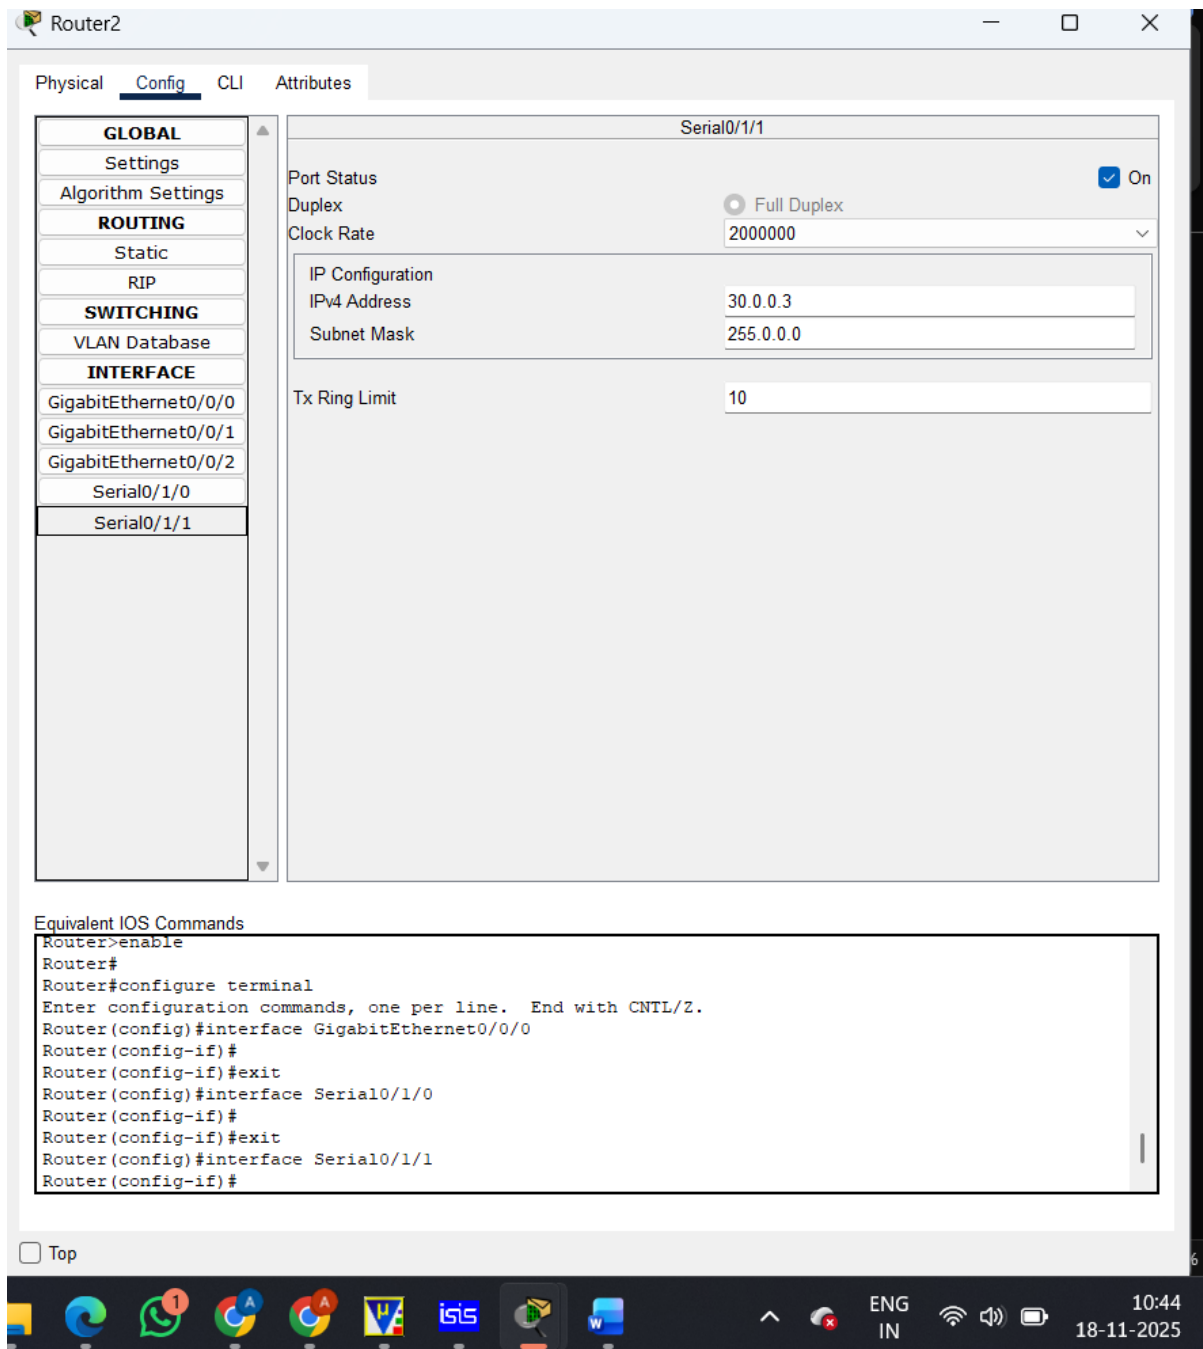 Router2
Physical Config CLI Attributes
GLOBAL
Settings
Algorithm Settings
ROUTING
Static
RIP
SWITCHING
VLAN Database
INTERFACE
GigabitEthernet0/0/0
GigabitEthernet0/0/1
GigabitEthernet0/0/2
Serial0/1/0
Serial0/1/1
Serial0/1/1
Port Status On
Duplex Full Duplex
Clock Rate 2000000
IP Configuration
IPv4 Address 30.0.0.3
Subnet Mask 255.0.0.0
Tx Ring Limit 10
Equivalent IOS Commands
Router>enable
Router#
Router#configure terminal
Enter configuration commands, one per line. End with CNTL/Z.
Router(config)#interface GigabitEthernet0/0/0
Router(config-if)#
Router(config-if)#exit
Router(config)#interface Serial0/1/0
Router(config-if)#
Router(config-if)#exit
Router(config)#interface Serial0/1/1
Router(config-if)#
Top
1 A A µ isis W
ENG
IN
10:44
18-11-2025